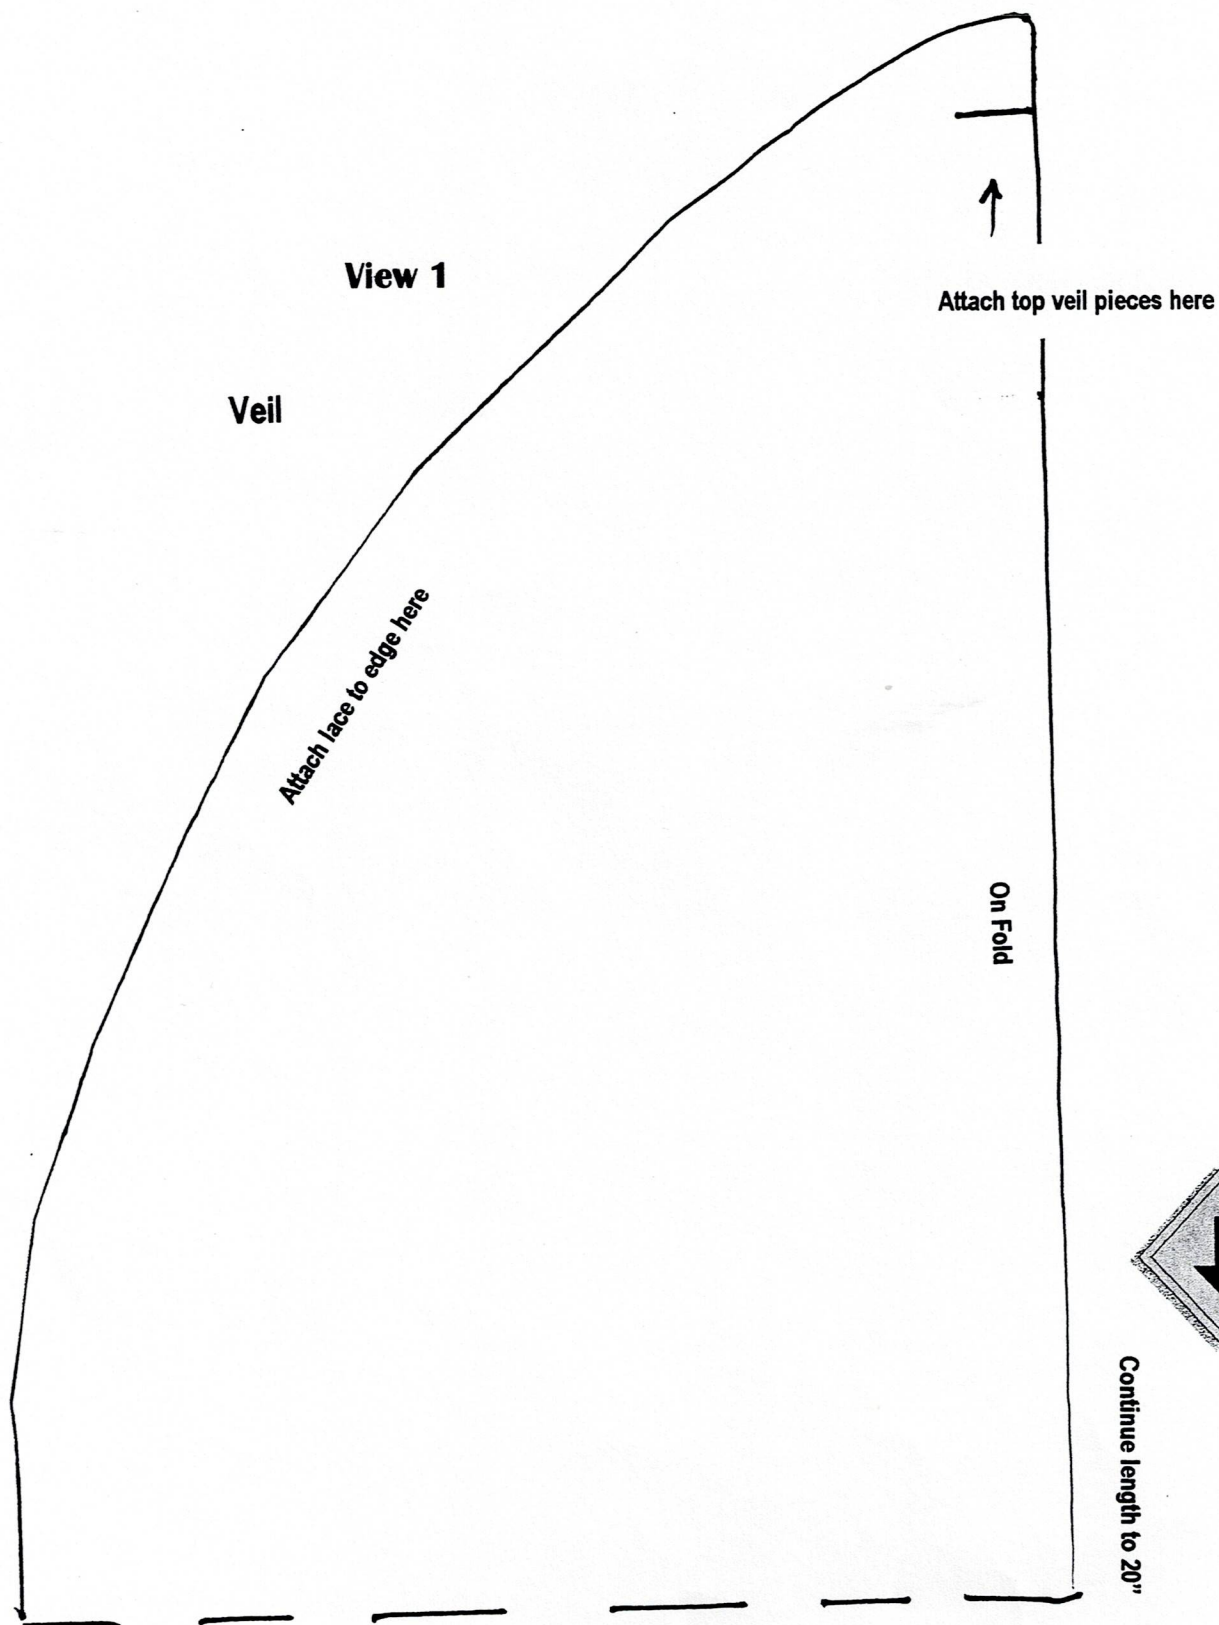 View 1
Attach top veil pieces here
Veil
Attach lace to edge here
On Fold
Continue length to 20"